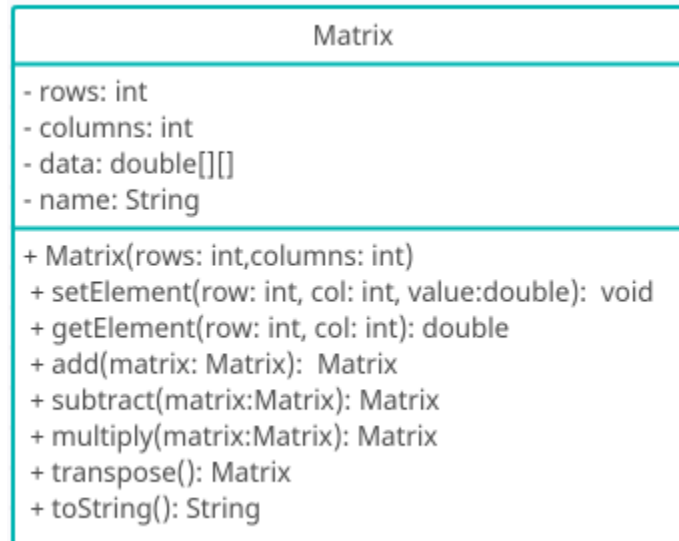 Matrix
- rows: int
- columns: int
- data: double[][]
- name: String
+ Matrix(rows: int,columns: int)
+ setElement(row: int, col: int, value:double):  void
+ getElement(row: int, col: int): double
+ add(matrix: Matrix):  Matrix
+ subtract(matrix:Matrix): Matrix
+ multiply(matrix:Matrix): Matrix
+ transpose(): Matrix
+ toString(): String